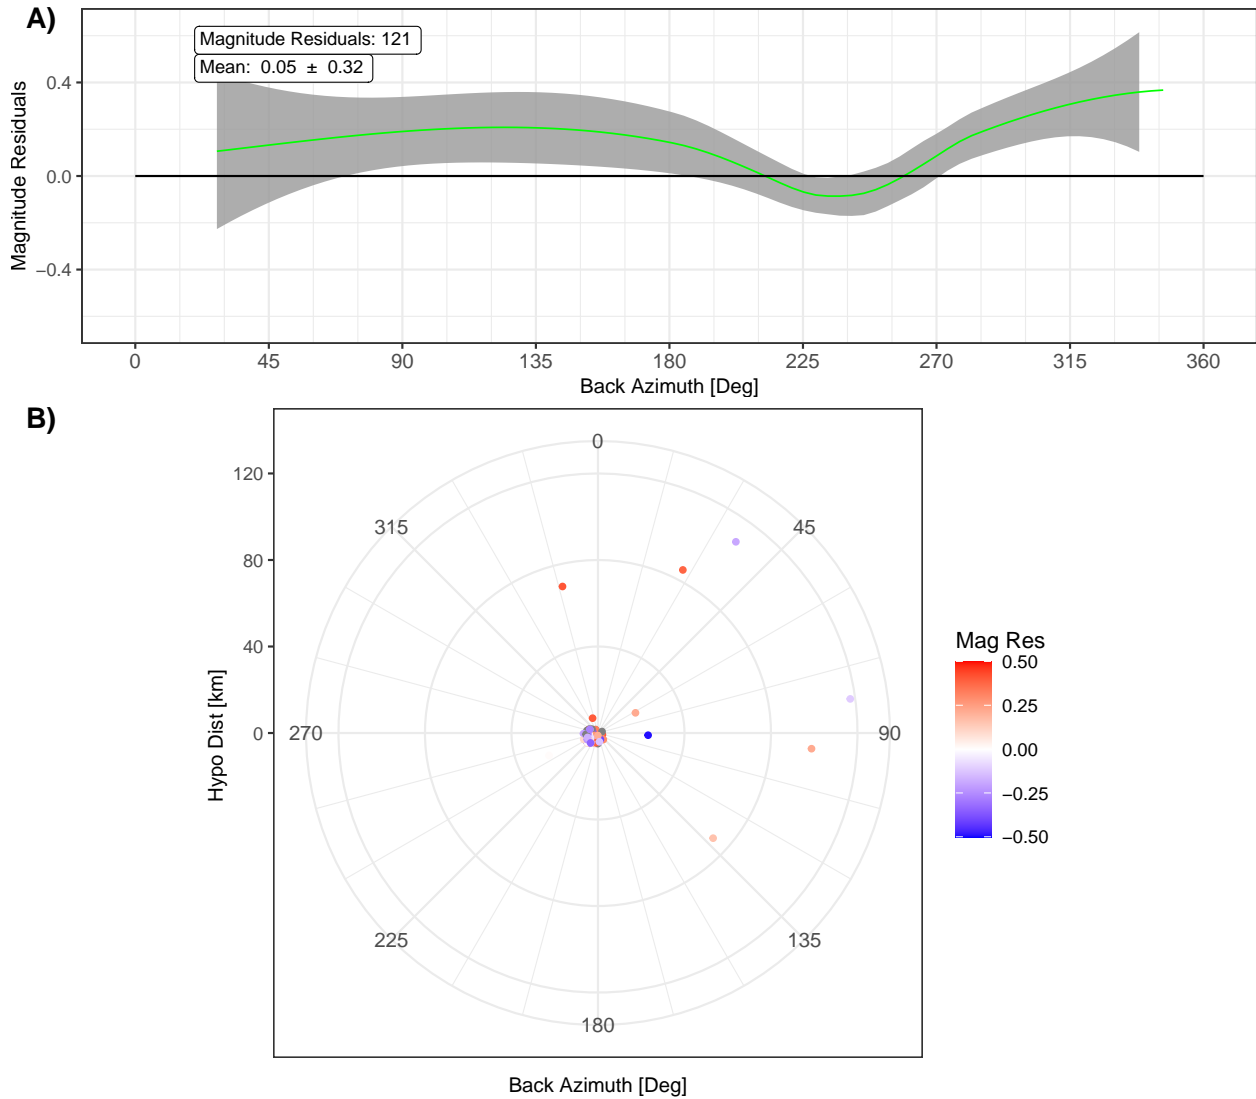 A)
Magnitude Residuals: 121
Mean:  0.05  ±  0.32
Magnitude Residuals
0.4
0.0
−0.4
0 45 90 135 180 225 270 315 360
Back Azimuth [Deg]
B)
Hypo Dist [km]
120
80
40
0
0
45
90
135
180
225
270
315
Back Azimuth [Deg]
Mag Res
0.50
0.25
0.00
−0.25
−0.50